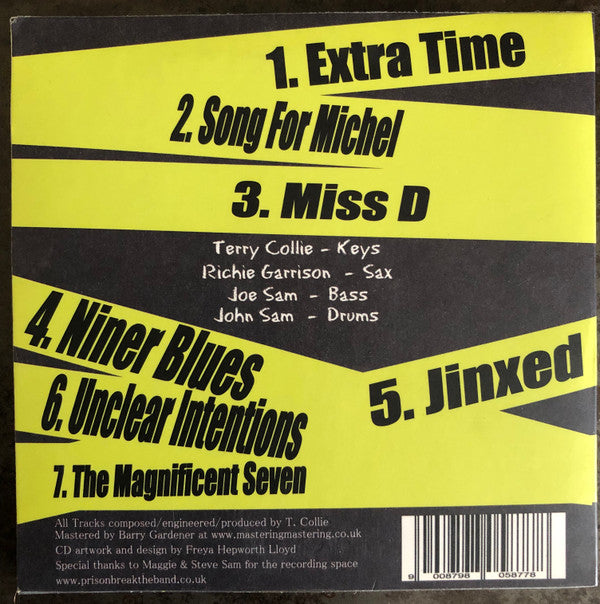 1. Extra Time
2. Song For Michel
3. Miss D
Terry Collie - Keys
Richie Garrison - Sax
Joe Sam - Bass
John Sam - Drums
4. Niner Blues
5. Jinxed
6. Unclear Intentions
7. The Magnificent Seven
All Tracks composed/engineered/produced by T. Collie
Mastered by Barry Gardener at www.masteringmastering.co.uk
CD artwork and design by Freya Hepworth Lloyd
Special thanks to Maggie & Steve Sam for the recording space
www.prisonbreaktheband.co.uk
9 008798 058778